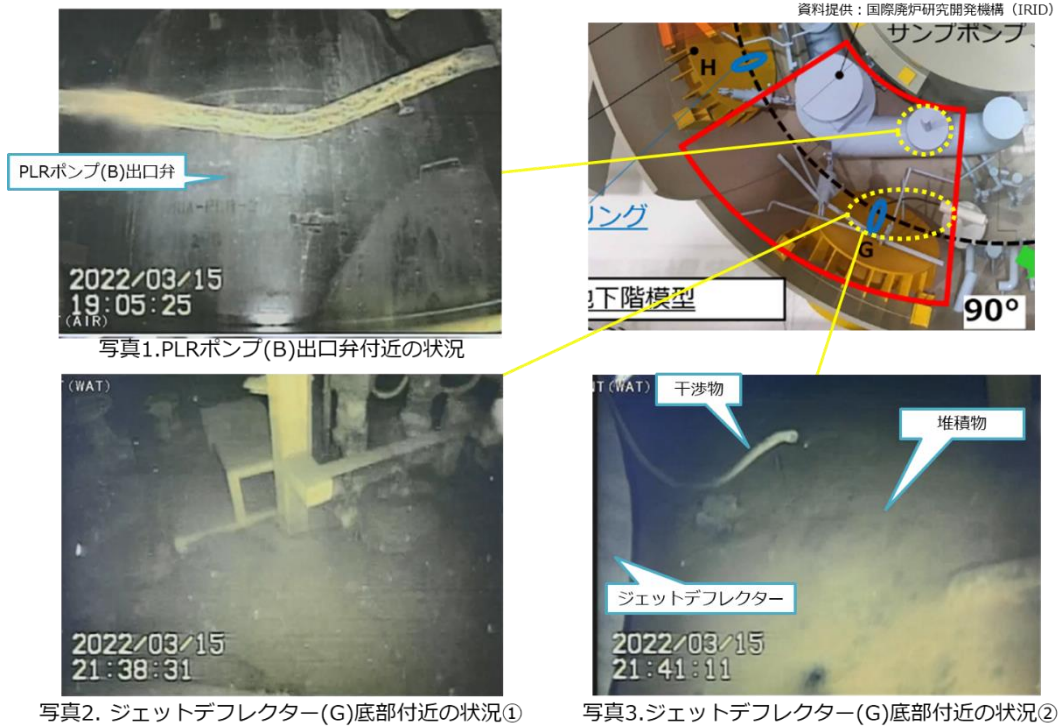 資料提供：国際廃炉研究開発機構（IRID）
サンプポンプ
H
PLRポンプ(B)出口弁
リング
G
地下階模型
90°
2022/03/15
19:05:25
(AIR)
写真1.PLRポンプ(B)出口弁付近の状況
(WAT)
2022/03/15
21:38:31
写真2. ジェットデフレクター(G)底部付近の状況①
NT(WAT)
干渉物
堆積物
ジェットデフレクター
2022/03/15
21:41:11
写真3.ジェットデフレクター(G)底部付近の状況②